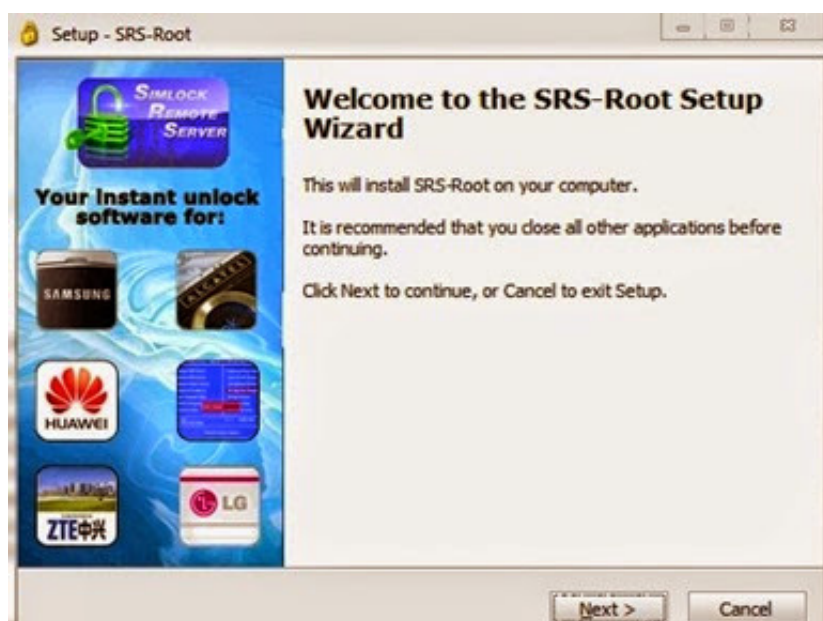 Setup - SRS-Root
SIMLOCK
REMOTE
SERVER
Your instant unlock
software for:
SAMSUNG
ALCATEL
HUAWEI
ZTE中兴
LG
Welcome to the SRS-Root Setup
Wizard
This will install SRS-Root on your computer.
It is recommended that you close all other applications before
continuing.
Click Next to continue, or Cancel to exit Setup.
Next >
Cancel